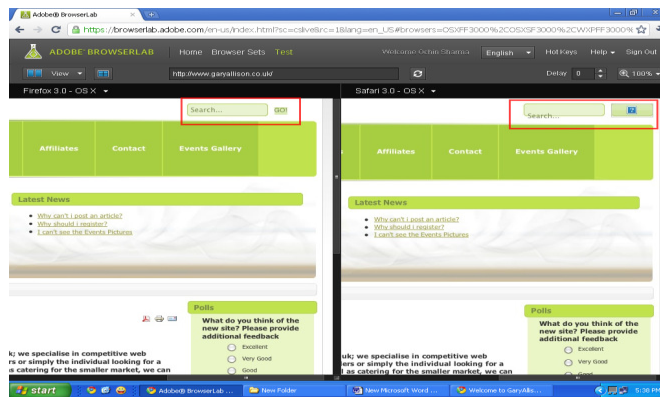 Adobe® BrowserLab
https://browserlab.adobe.com/en-us/index.html?sc=cslive&rc=1&lang=en_US#browsers=OSXFF3000%2COSXSF3000%2CWXPFF3000%
ADOBE® BROWSERLAB Home Browser Sets Test Welcome Ochin Sharma English Hot Keys Help Sign Out
View http://www.garyallison.co.uk/ Delay 0 100%
Firefox 3.0 - OS X
Search... GO!
Affiliates Contact Events Gallery
Latest News
Why can't i post an article?
Why should i register?
I can't see the Events Pictures
Polls
What do you think of the
new site? Please provide
additional feedback
Excellent
Very Good
Good
k; we specialise in competitive web
rs or simply the individual looking for a
as catering for the smaller market, we can
Safari 3.0 - OS X
Search... ?
Affiliates Contact Events Gallery
Latest News
Why can't i post an article?
Why should i register?
I can't see the Events Pictures
Polls
What do you think of the
new site? Please provide
additional feedback
Excellent
Very Good
Good
uk; we specialise in competitive web
ers or simply the individual looking for a
l as catering for the smaller market, we can
start Adobe® BrowserLab ... New Folder New Microsoft Word ... Welcome to GaryAllis... 5:38 PM